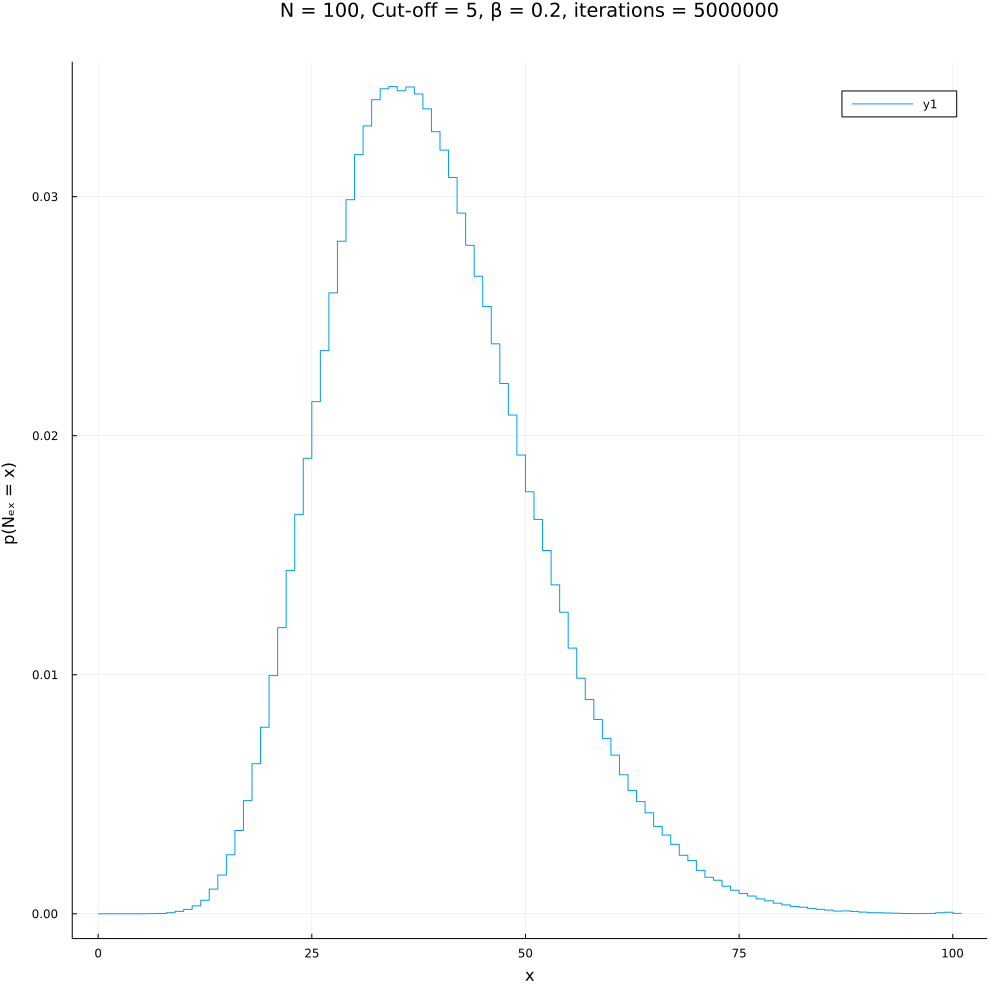 N = 100, Cut-off = 5, β = 0.2, iterations = 5000000
y1
p(Nₑₓ = x)
0.03
0.02
0.01
0.00
0 25 50 75 100
x